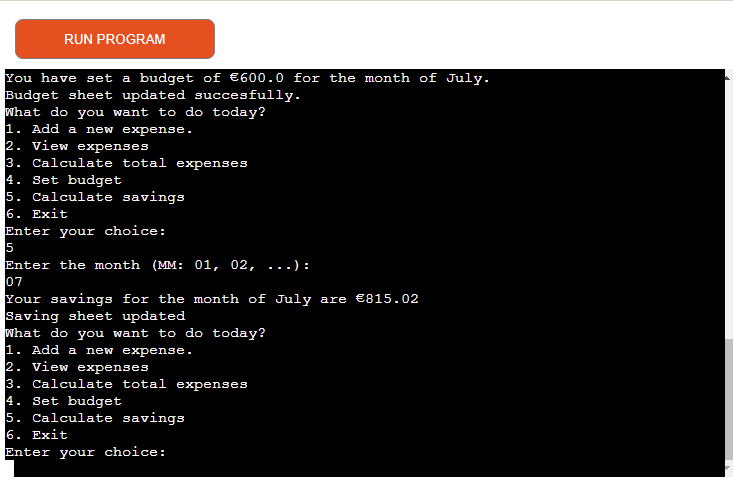 RUN PROGRAM
You have set a budget of €600.0 for the month of July.
Budget sheet updated succesfully.
What do you want to do today?
1. Add a new expense.
2. View expenses
3. Calculate total expenses
4. Set budget
5. Calculate savings
6. Exit
Enter your choice:
5
Enter the month (MM: 01, 02, ...):
07
Your savings for the month of July are €815.02
Saving sheet updated
What do you want to do today?
1. Add a new expense.
2. View expenses
3. Calculate total expenses
4. Set budget
5. Calculate savings
6. Exit
Enter your choice: